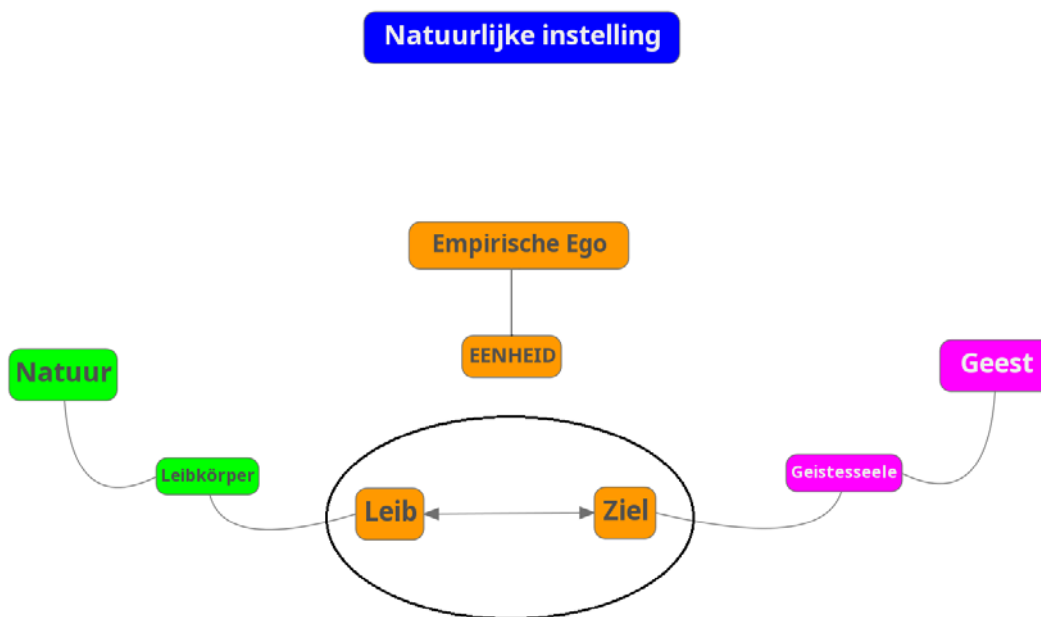 Natuurlijke instelling
Empirische Ego
EENHEID
Natuur
Geest
Leibkörper
Geistesseele
Leib
Ziel